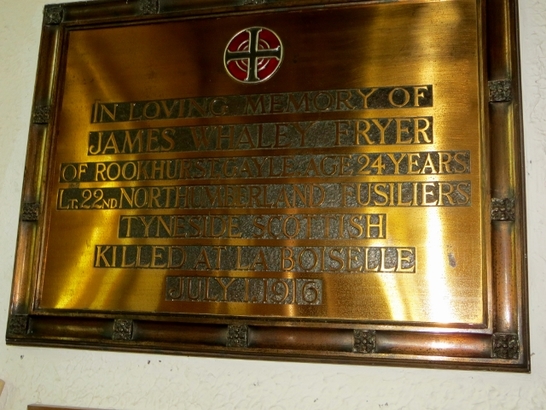 IN LOVING MEMORY OF
JAMES WHALEY FRYER
OF ROOKHURST GAYLE AGE 24 YEARS
LT. 22ND NORTHUMBERLAND FUSILIERS
TYNESIDE SCOTTISH
KILLED AT LA BOISELLE
JULY 1 1916